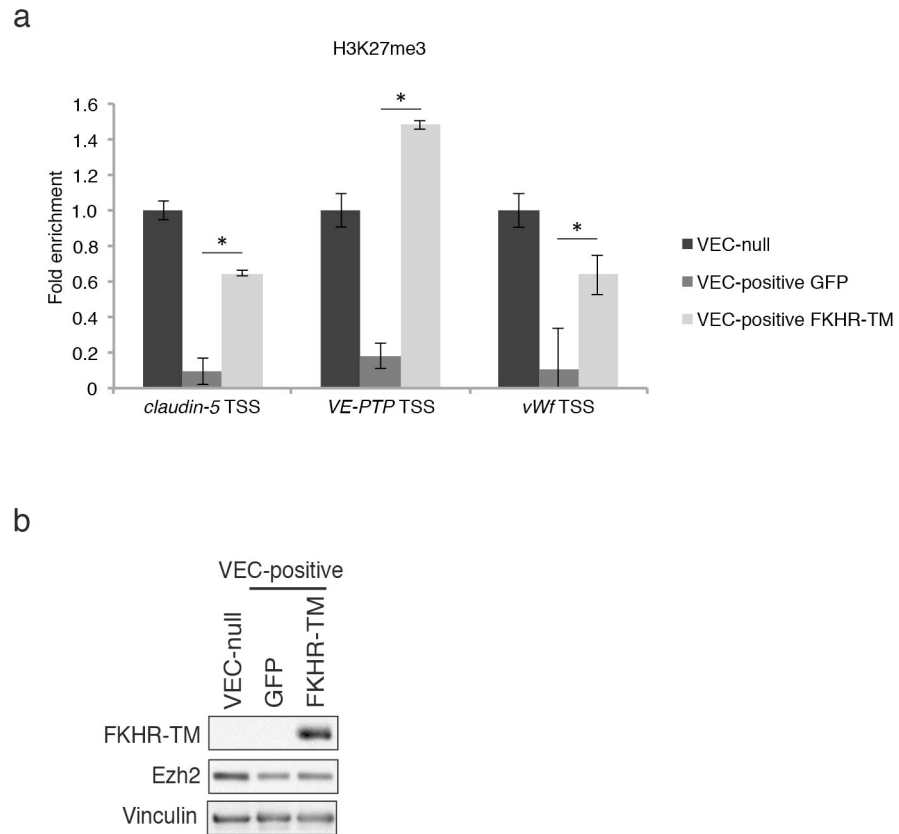 a
H3K27me3
Fold enrichment
1.6
1.4
1.2
1.0
0.8
0.6
0.4
0.2
0
*
*
*
claudin-5 TSS
VE-PTP TSS
vWf TSS
VEC-null
VEC-positive GFP
VEC-positive FKHR-TM
b
VEC-positive
VEC-null
GFP
FKHR-TM
FKHR-TM
Ezh2
Vinculin